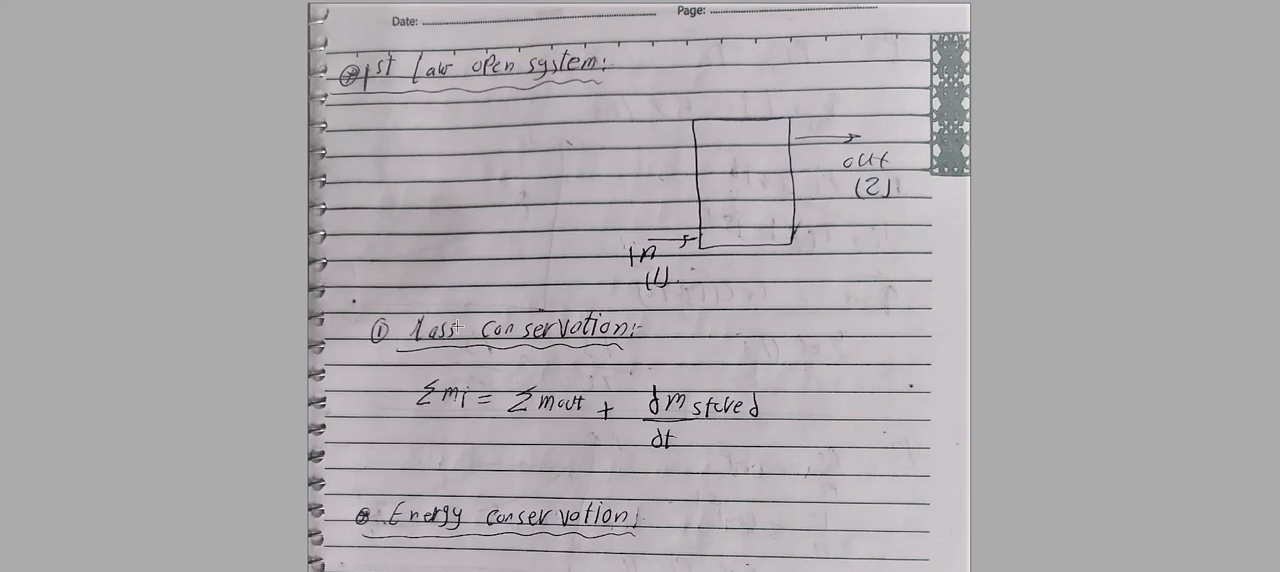 Date: Page:
1st Law open system:
out
(2)
in
(1)
① Mass conservation:-
Σmi = Σmout + dm stored
dt
Energy conservation: